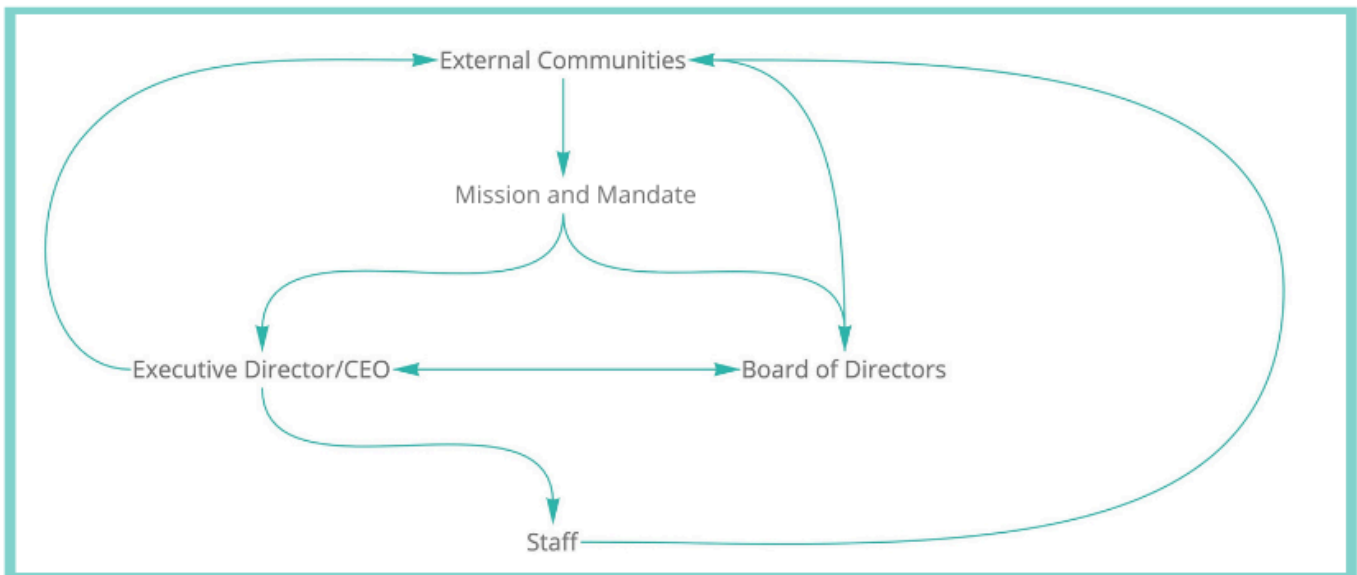 External Communities
Mission and Mandate
Executive Director/CEO
Board of Directors
Staff